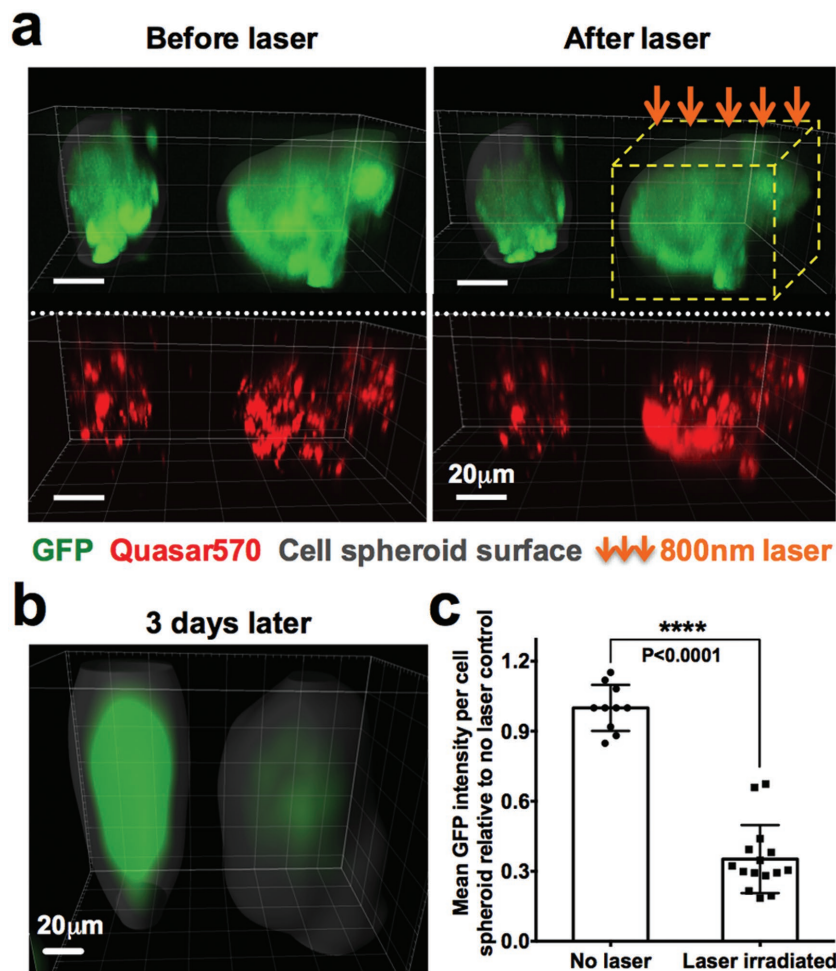 a
Before laser
After laser
20μm
GFP Quasar570 Cell spheroid surface 800nm laser
b
3 days later
20μm
c
****
P<0.0001
Mean GFP intensity per cell
spheroid relative to no laser control
1.2
0.9
0.6
0.3
0.0
No laser
Laser irradiated